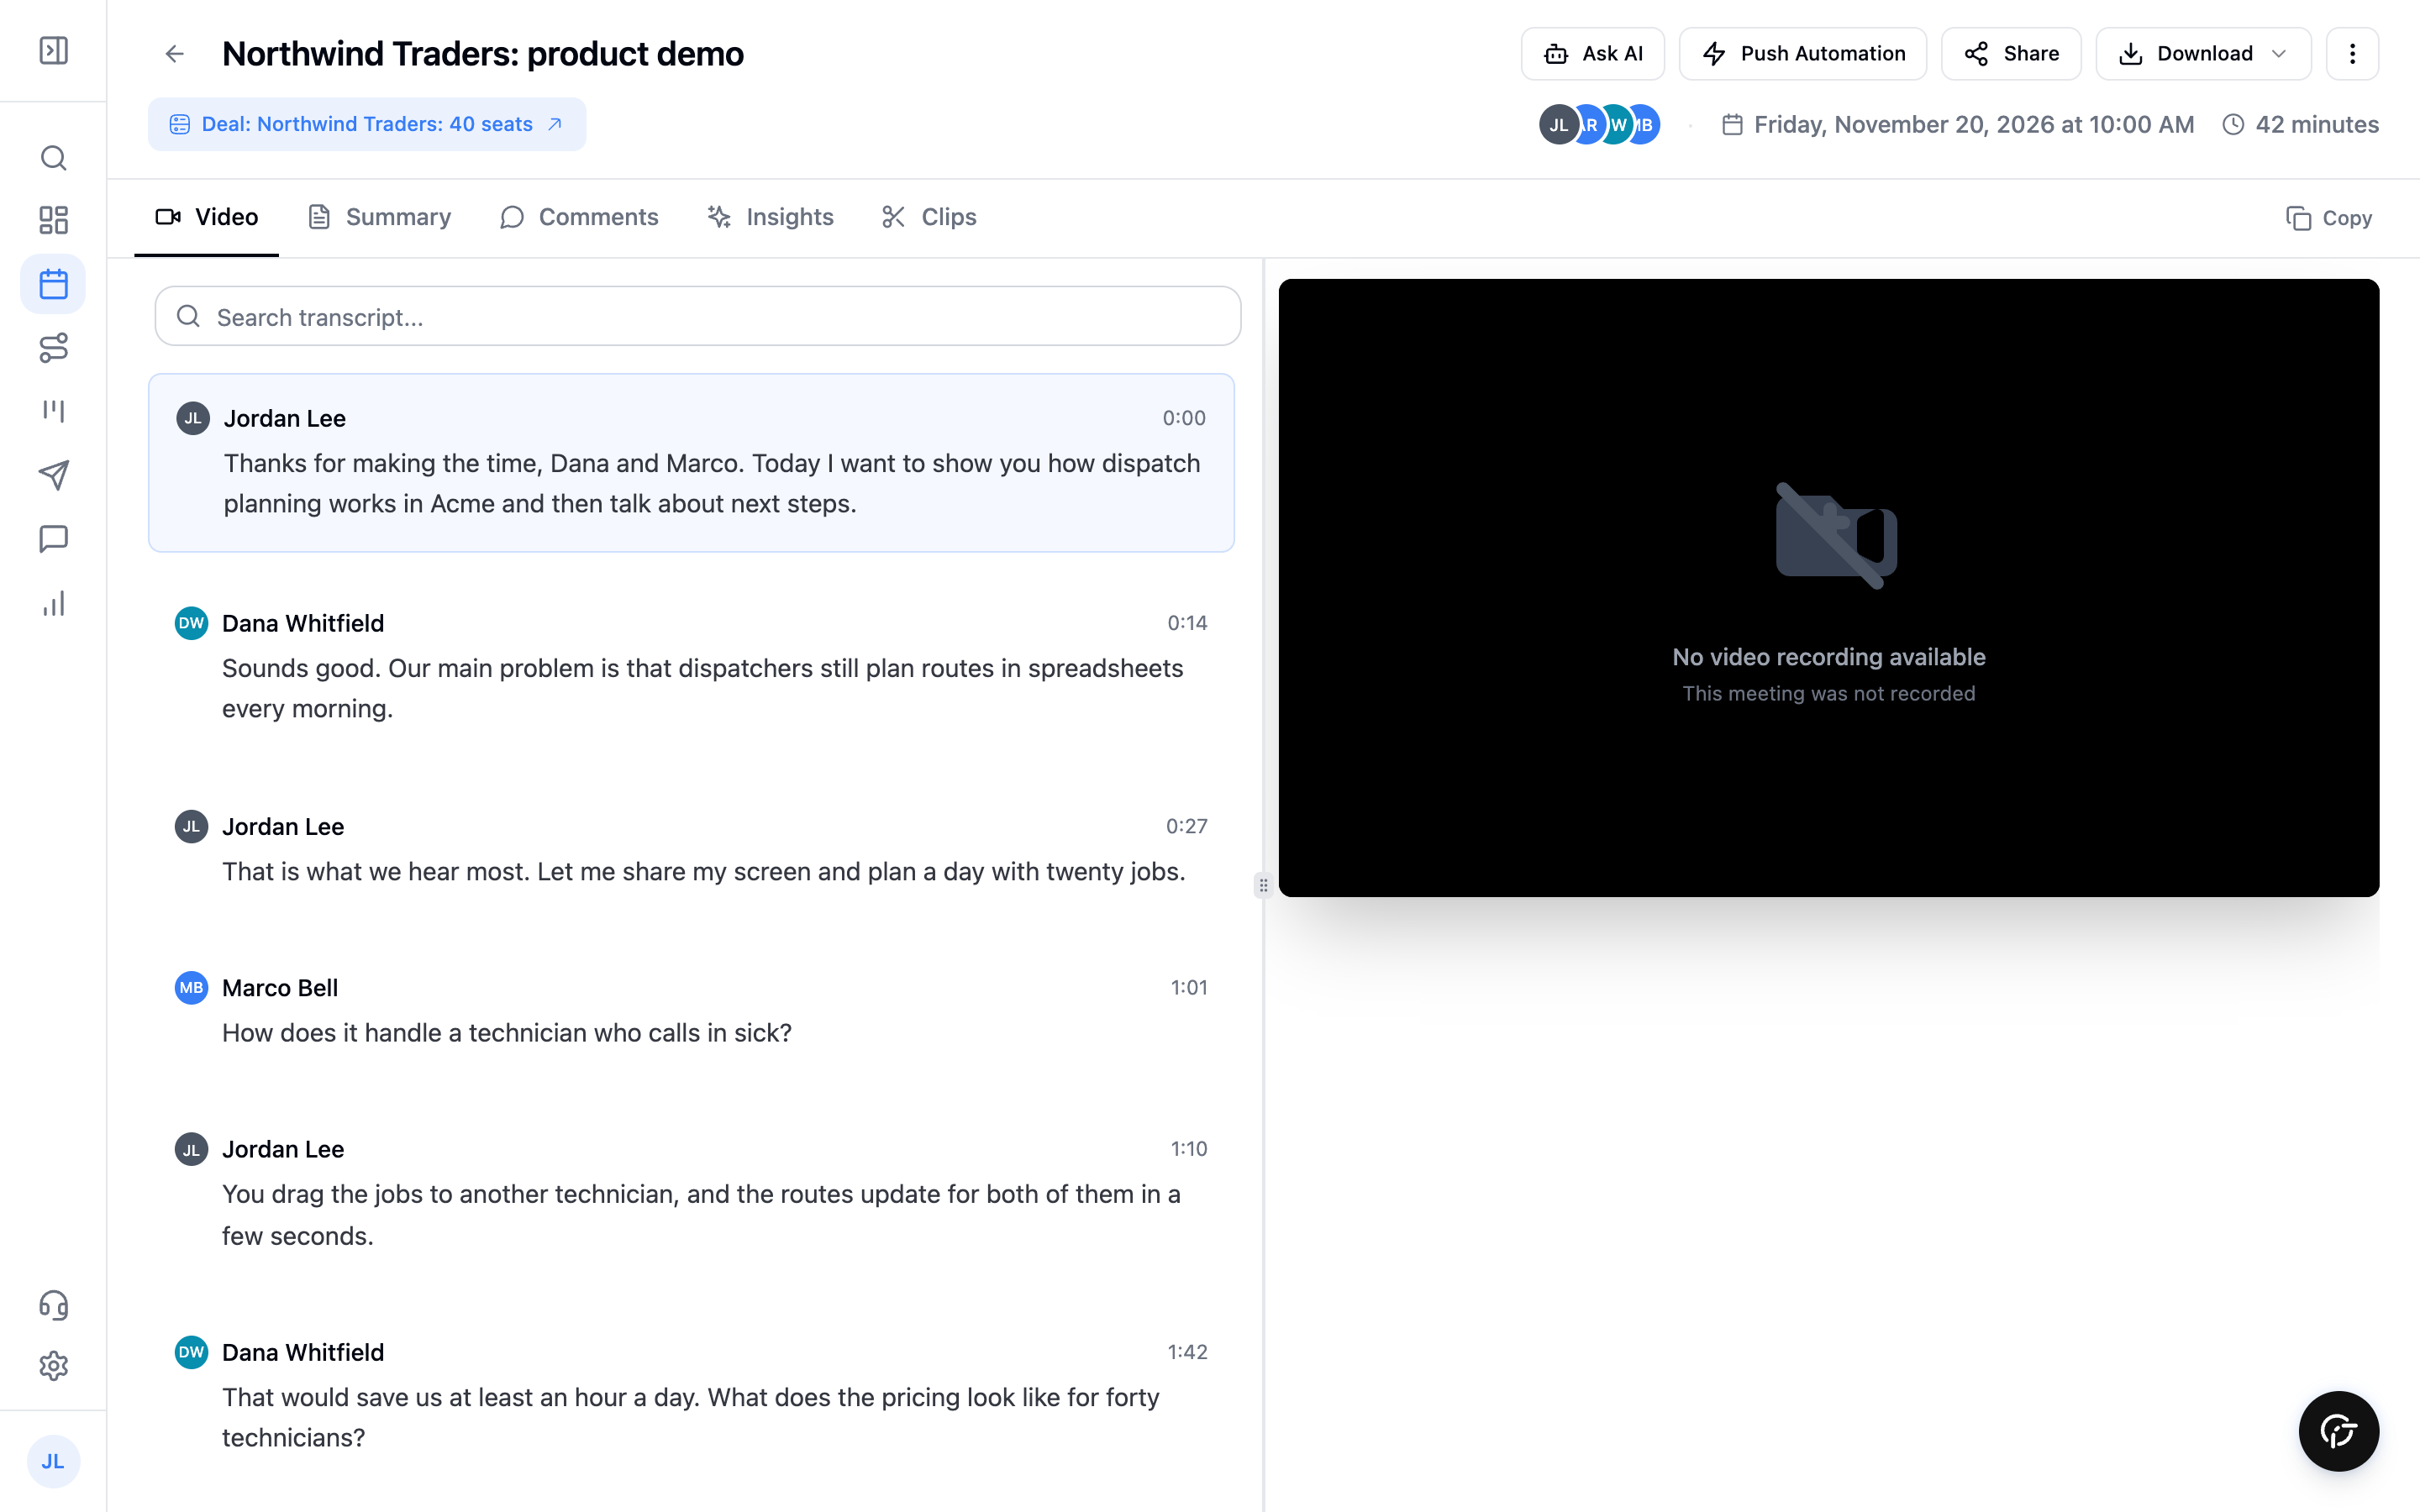 Northwind Traders: product demo
Ask AI
Push Automation
Share
Download
Deal: Northwind Traders: 40 seats
JL
AR
W
MB
Friday, November 20, 2026 at 10:00 AM
42 minutes
Video
Summary
Comments
Insights
Clips
Copy
Search transcript...
JL
Jordan Lee
0:00
Thanks for making the time, Dana and Marco. Today I want to show you how dispatch
planning works in Acme and then talk about next steps.
DW
Dana Whitfield
0:14
Sounds good. Our main problem is that dispatchers still plan routes in spreadsheets
every morning.
JL
Jordan Lee
0:27
That is what we hear most. Let me share my screen and plan a day with twenty jobs.
MB
Marco Bell
1:01
How does it handle a technician who calls in sick?
JL
Jordan Lee
1:10
You drag the jobs to another technician, and the routes update for both of them in a
few seconds.
DW
Dana Whitfield
1:42
That would save us at least an hour a day. What does the pricing look like for forty
technicians?
No video recording available
This meeting was not recorded
JL